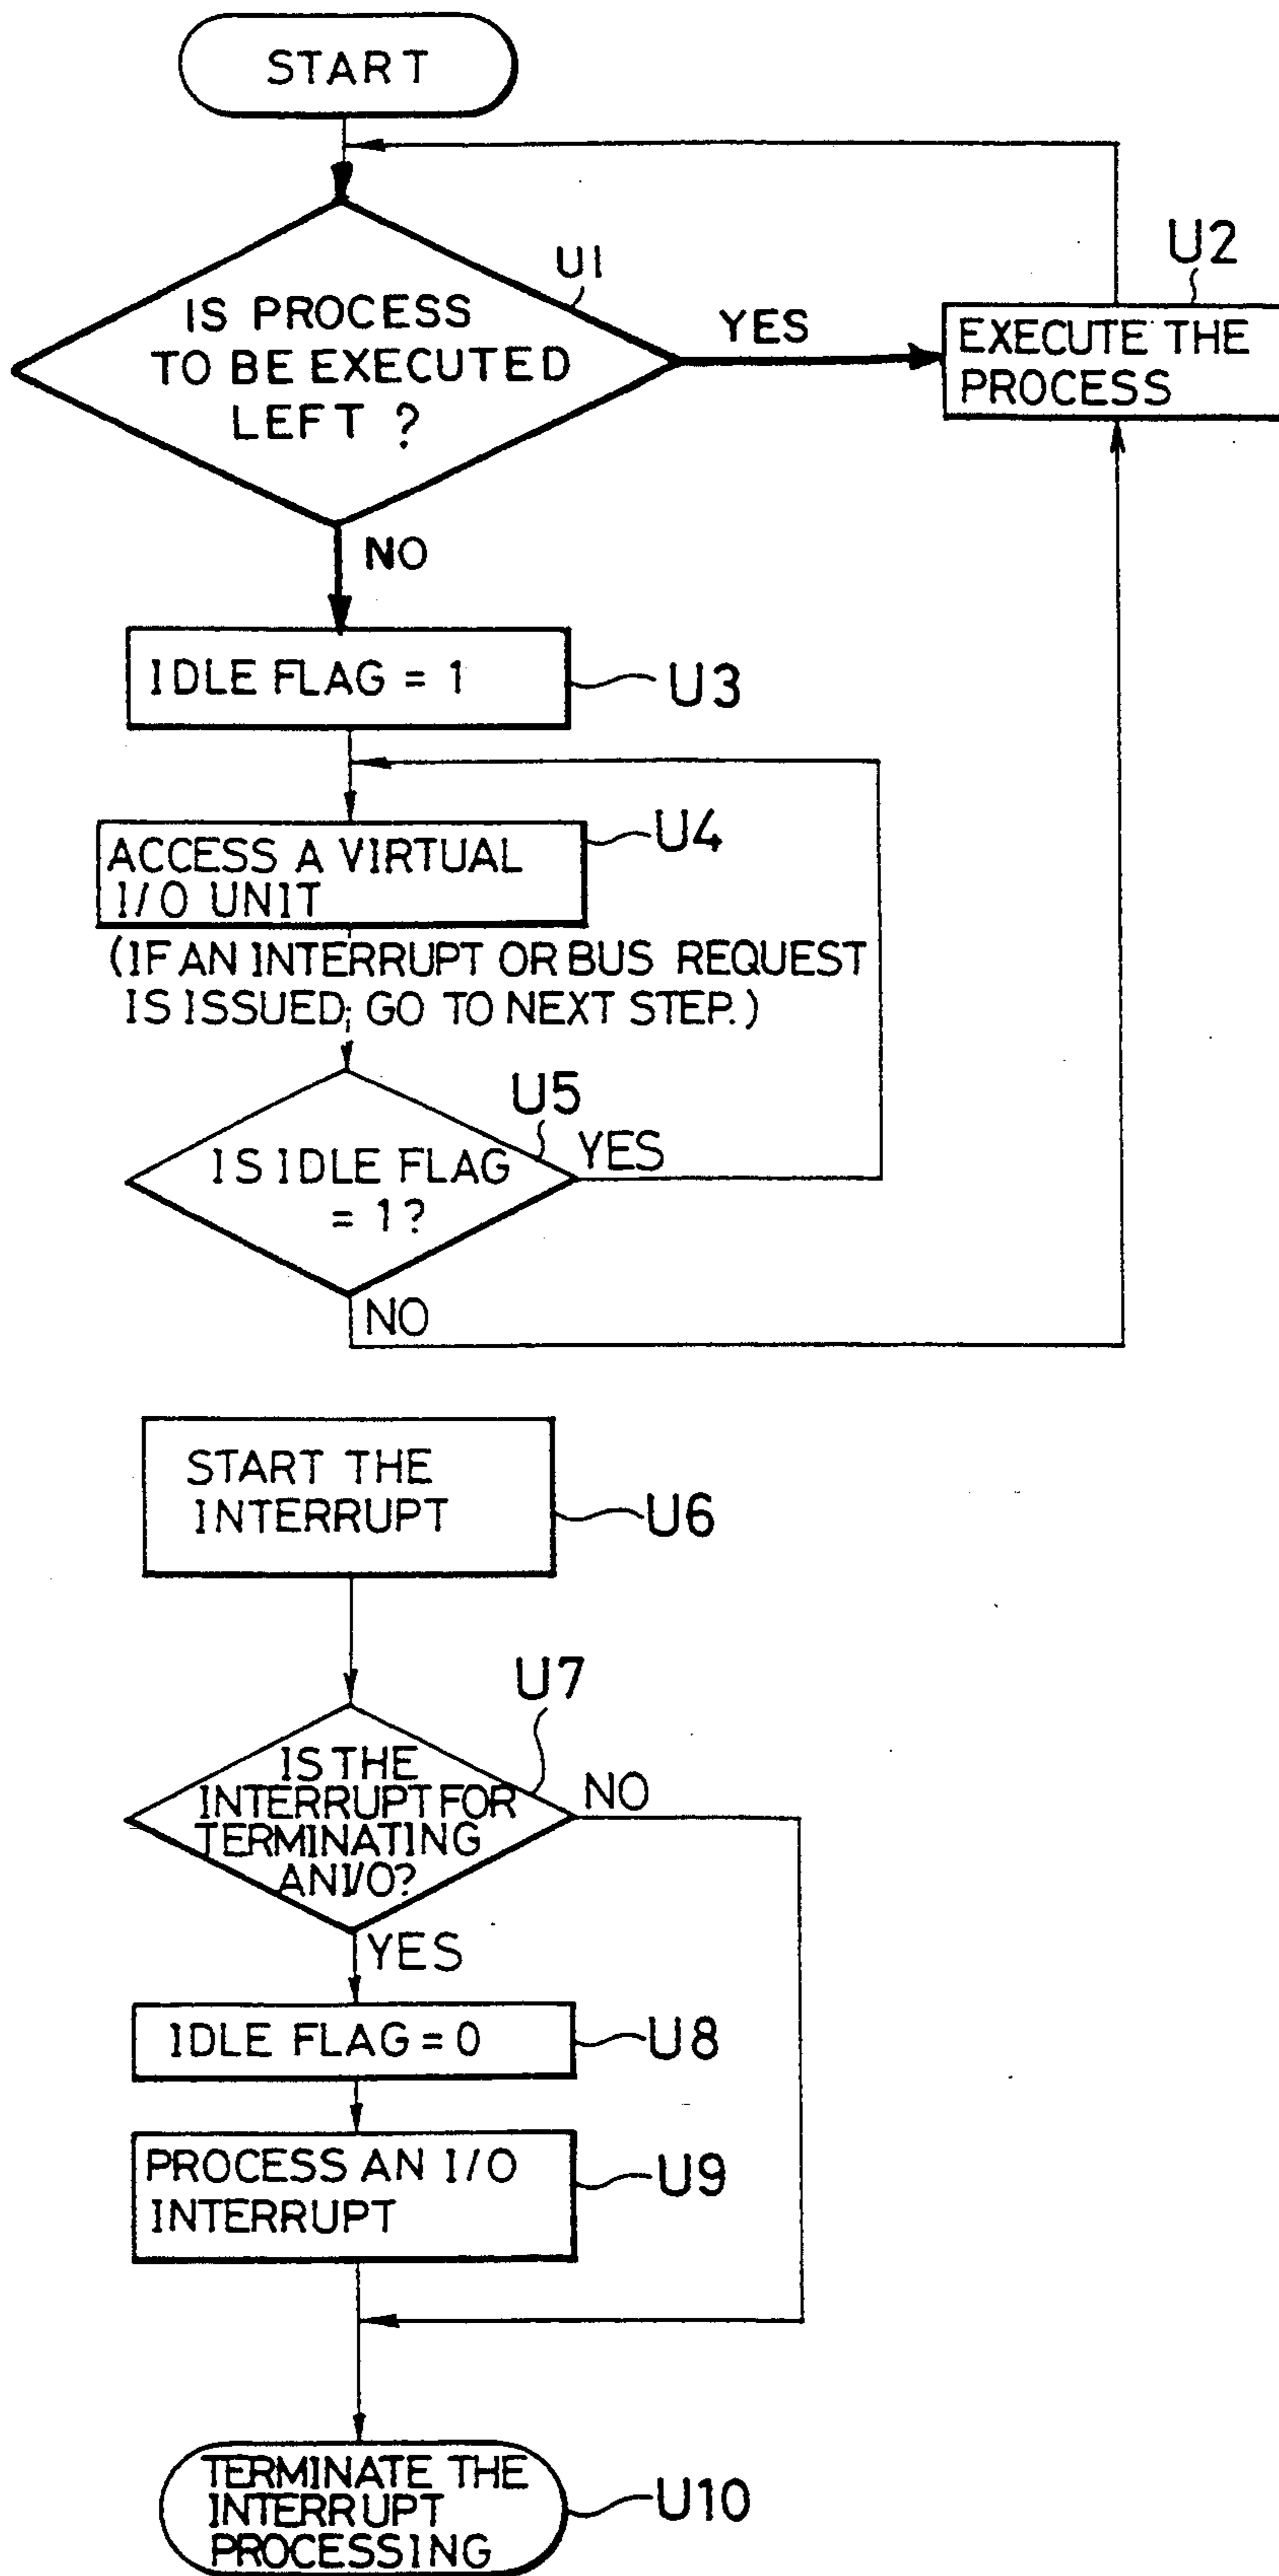 START
U1
IS PROCESS
TO BE EXECUTED
LEFT ?
YES
U2
EXECUTE THE
PROCESS
NO
IDLE FLAG = 1
U3
ACCESS A VIRTUAL
I/O UNIT
U4
(IF AN INTERRUPT OR BUS REQUEST
IS ISSUED, GO TO NEXT STEP.)
U5
IS IDLE FLAG
= 1?
YES
NO
START THE
INTERRUPT
U6
U7
IS THE
INTERRUPT FOR
TERMINATING
AN I/O?
NO
YES
IDLE FLAG = 0
U8
PROCESS AN I/O
INTERRUPT
U9
TERMINATE THE
INTERRUPT
PROCESSING
U10